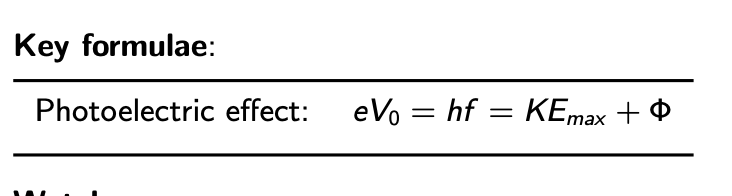 Key formulae:
Photoelectric effect: eV₀ = hf = KEₘₐₓ + Φ